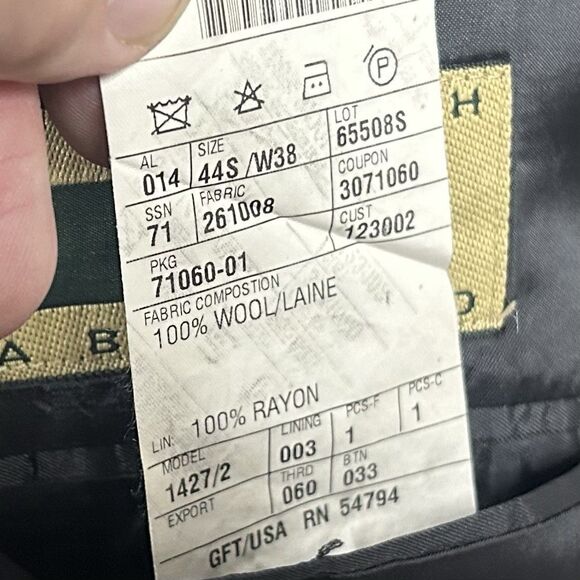 P
H
AL SIZE LOT
014 44S /W38 65508S
SSN FABRIC COUPON
71 261008 3071060
PKG CUST
71060-01 123002
FABRIC COMPOSTION
100% WOOL/LAINE
A B
LIN: 100% RAYON
MODEL LINING PCS-F PCS-C
1427/2 003 1 1
EXPORT THRD BTN
060 033
GFT/USA RN 54794